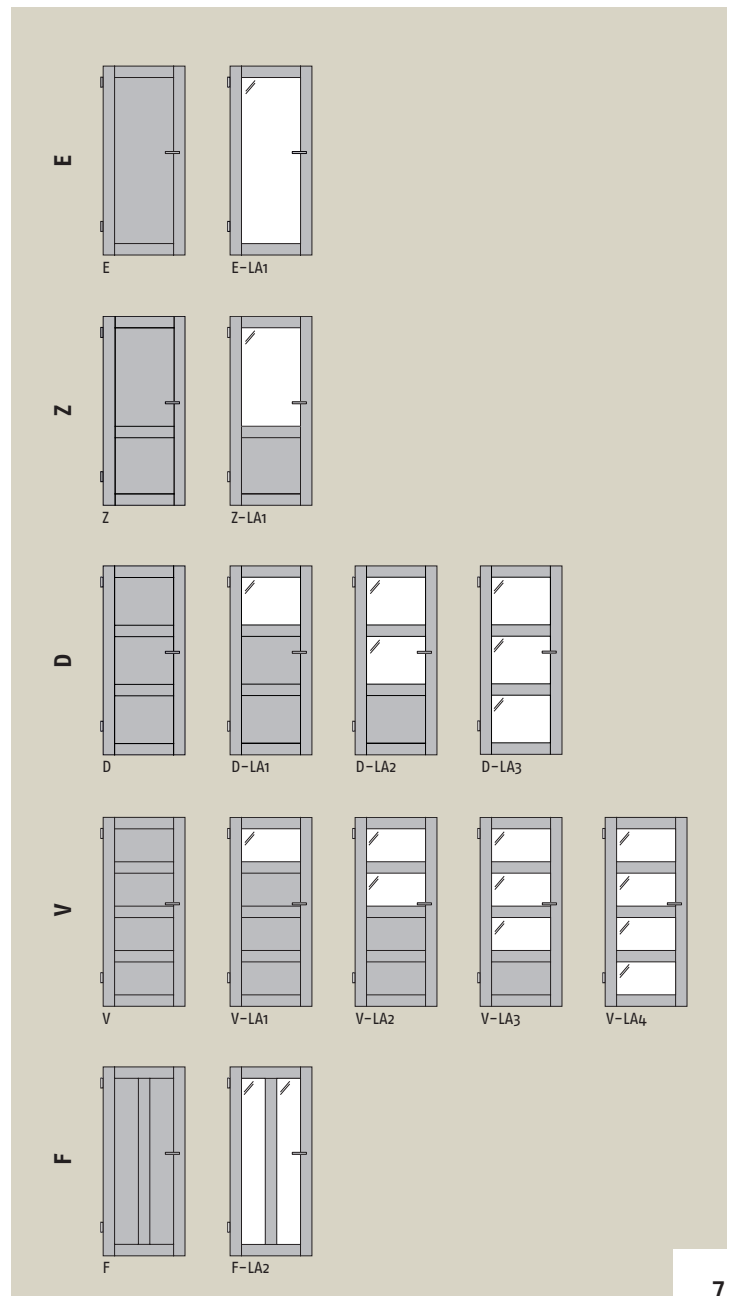 E
E E-LA1
Z
Z Z-LA1
D
D D-LA1 D-LA2 D-LA3
V
V V-LA1 V-LA2 V-LA3 V-LA4
F
F F-LA2
7